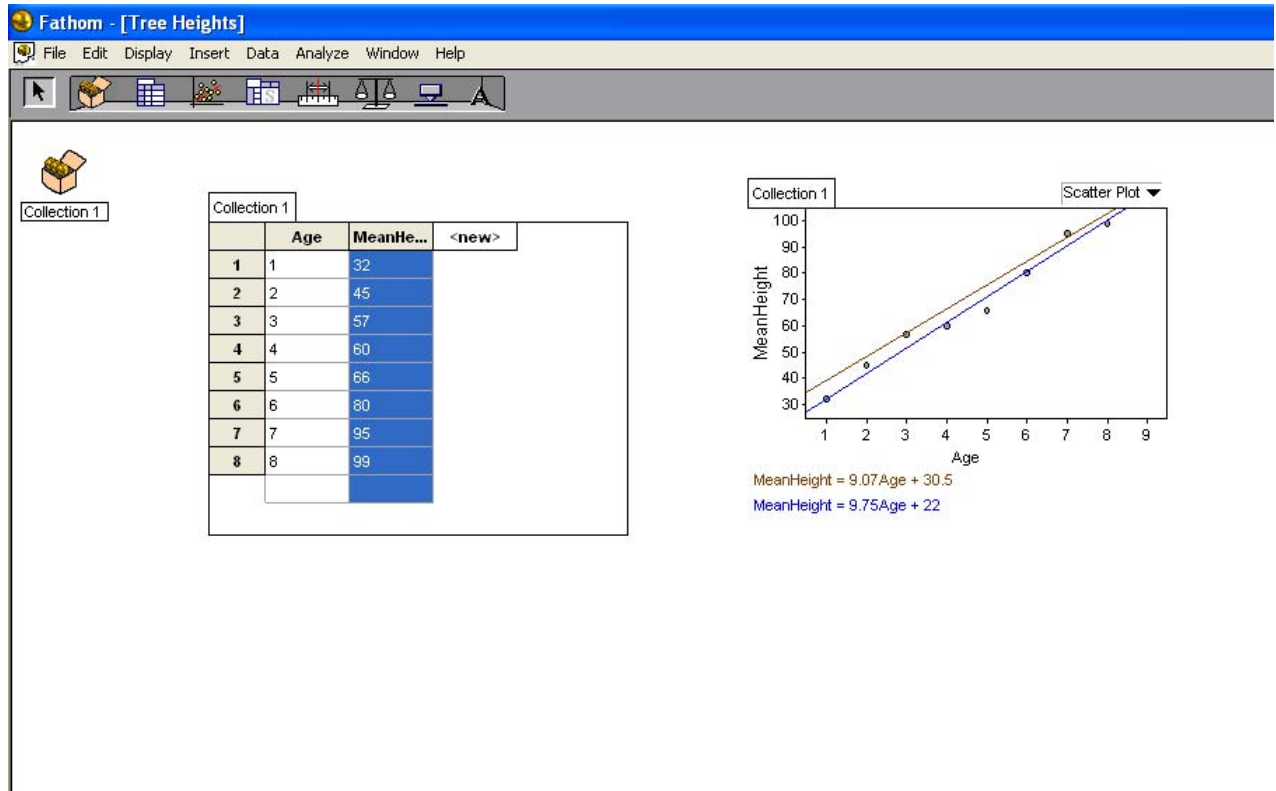 Fathom - [Tree Heights]
File Edit Display Insert Data Analyze Window Help
Collection 1
Collection 1
Age MeanHe... <new>
1 1 32
2 2 45
3 3 57
4 4 60
5 5 66
6 6 80
7 7 95
8 8 99
Collection 1
Scatter Plot
MeanHeight
100
90
80
70
60
50
40
30
1 2 3 4 5 6 7 8 9
Age
MeanHeight = 9.07Age + 30.5
MeanHeight = 9.75Age + 22